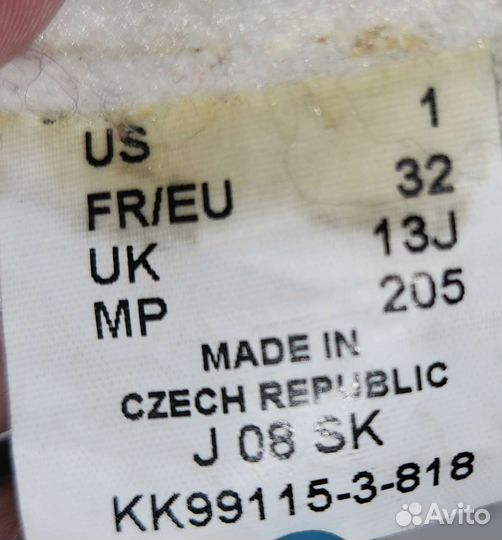 US 1
FR/EU 32
UK 13J
MP 205
MADE IN
CZECH REPUBLIC
J 08 SK
KK99115-3-818
Avito